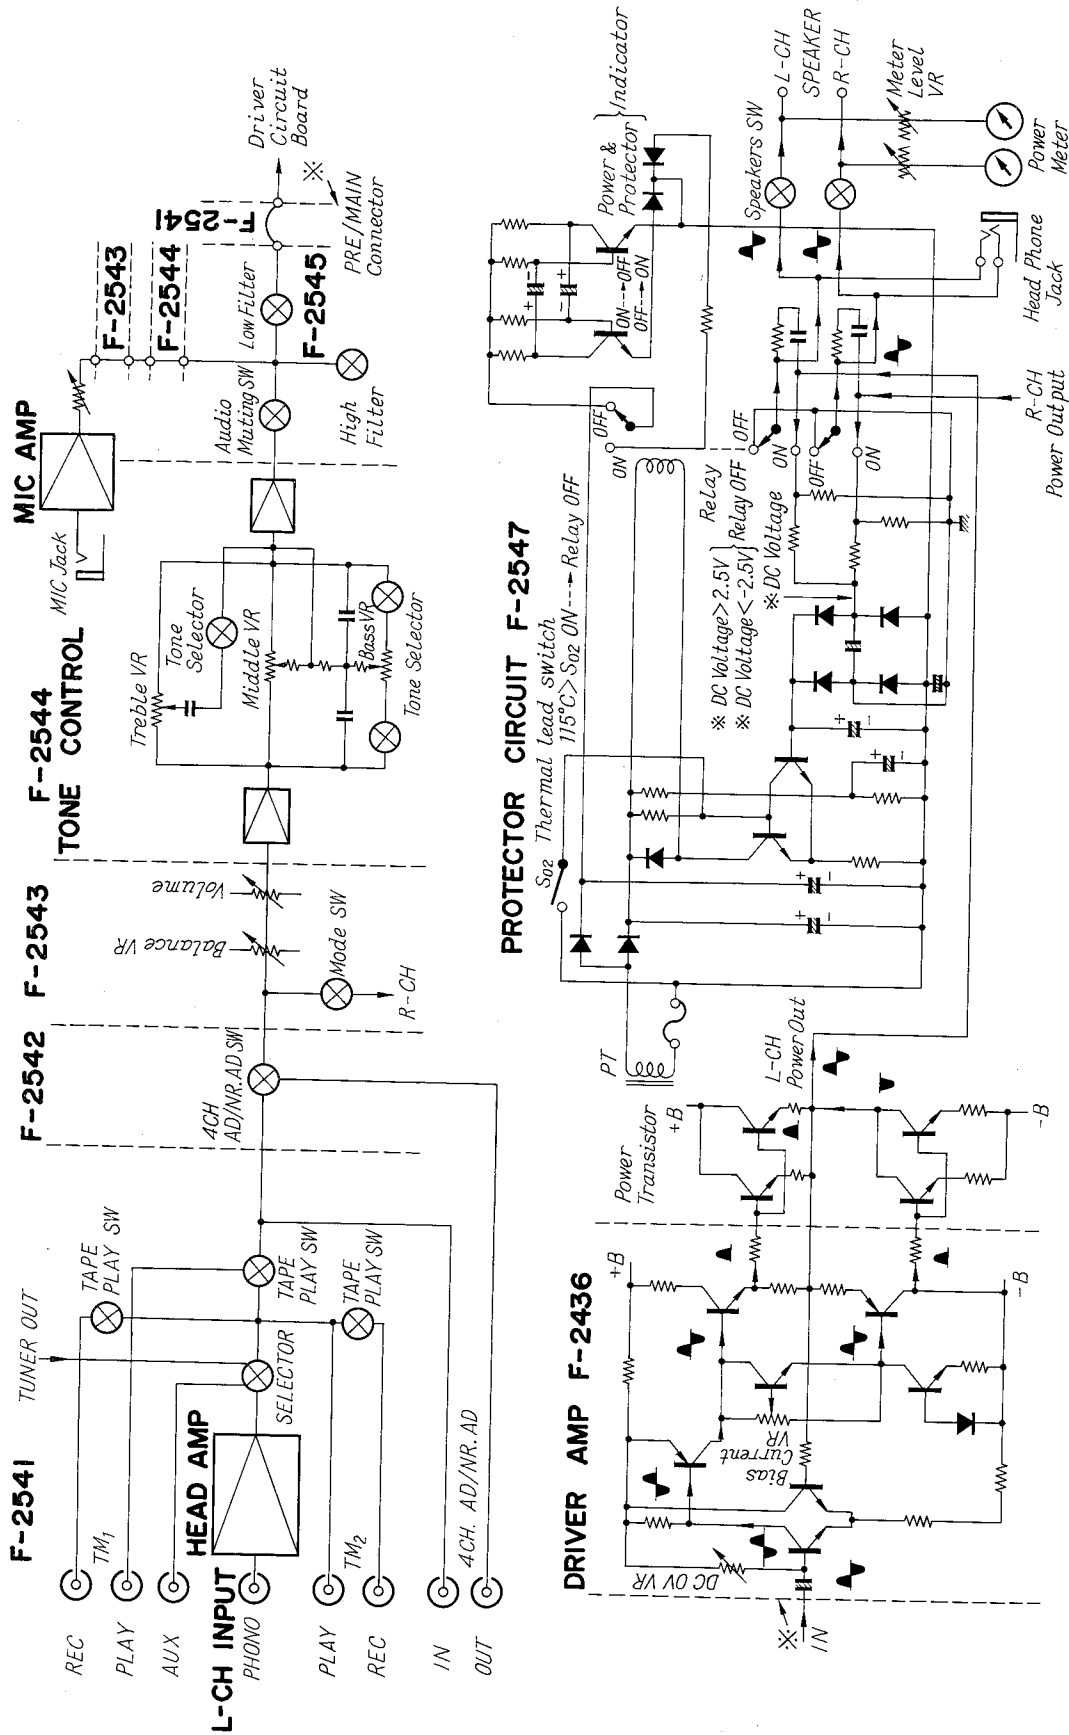 F-2541
TUNER OUT
REC
TM1
PLAY
AUX
L-CH INPUT
PHONO
HEAD AMP
SELECTOR
TAPE
PLAY SW
TAPE
PLAY SW
TAPE
PLAY SW
PLAY
TM2
REC
IN
OUT
4CH. AD/NR. AD
F-2542
4CH
AD/NR.AD SW
F-2543
Balance VR
Volume
Mode SW
R-CH
F-2544
TONE CONTROL
Treble VR
Tone
Selector
Middle VR
Bass VR
Tone Selector
MIC Jack
MIC AMP
Audio
Muting SW
High
Filter
Low Filter
F-2543
F-2544
F-2545
F-2541
PRE/MAIN
Connector
※
Driver
Circuit
Board
DRIVER AMP F-2436
※
IN
DC OV VR
Bias
Current
VR
+B
-B
Power
Transistor
+B
-B
L-CH
Power Out
PROTECTOR CIRCUIT F-2547
PT
S02 Thermal lead switch
115°C>S02 ON---→Relay OFF
※ DC Voltage>2.5V
※ DC Voltage<-2.5V
Relay OFF
※ DC Voltage
Relay
ON
OFF
OFF
ON
OFF
ON
ON---→OFF
OFF---→ON
Power &
Protector
Indicator
Speakers SW
L-CH
SPEAKER
R-CH
Meter
Level
VR
Power
Meter
Head Phone
Jack
R-CH
Power Output